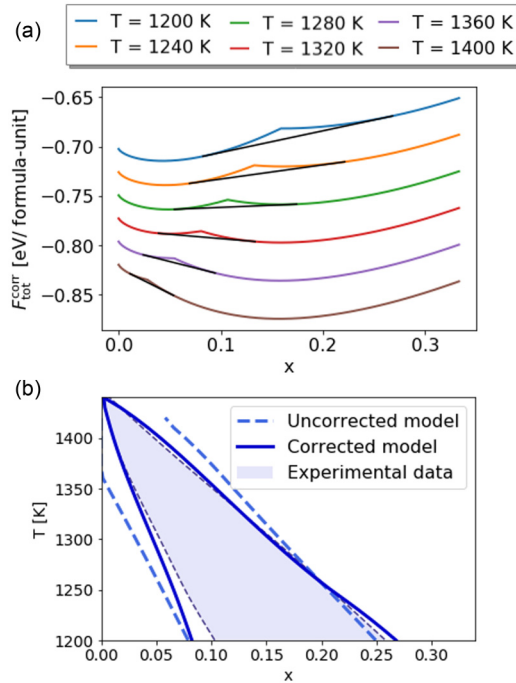 (a)
T = 1200 K T = 1280 K T = 1360 K
T = 1240 K T = 1320 K T = 1400 K
−0.65
−0.70
−0.75
−0.80
−0.85
F_tot^corr [eV/ formula-unit]
0.0 0.1 0.2 0.3
x
(b)
Uncorrected model
Corrected model
Experimental data
1400
1350
1300
1250
1200
T [K]
0.00 0.05 0.10 0.15 0.20 0.25 0.30
x